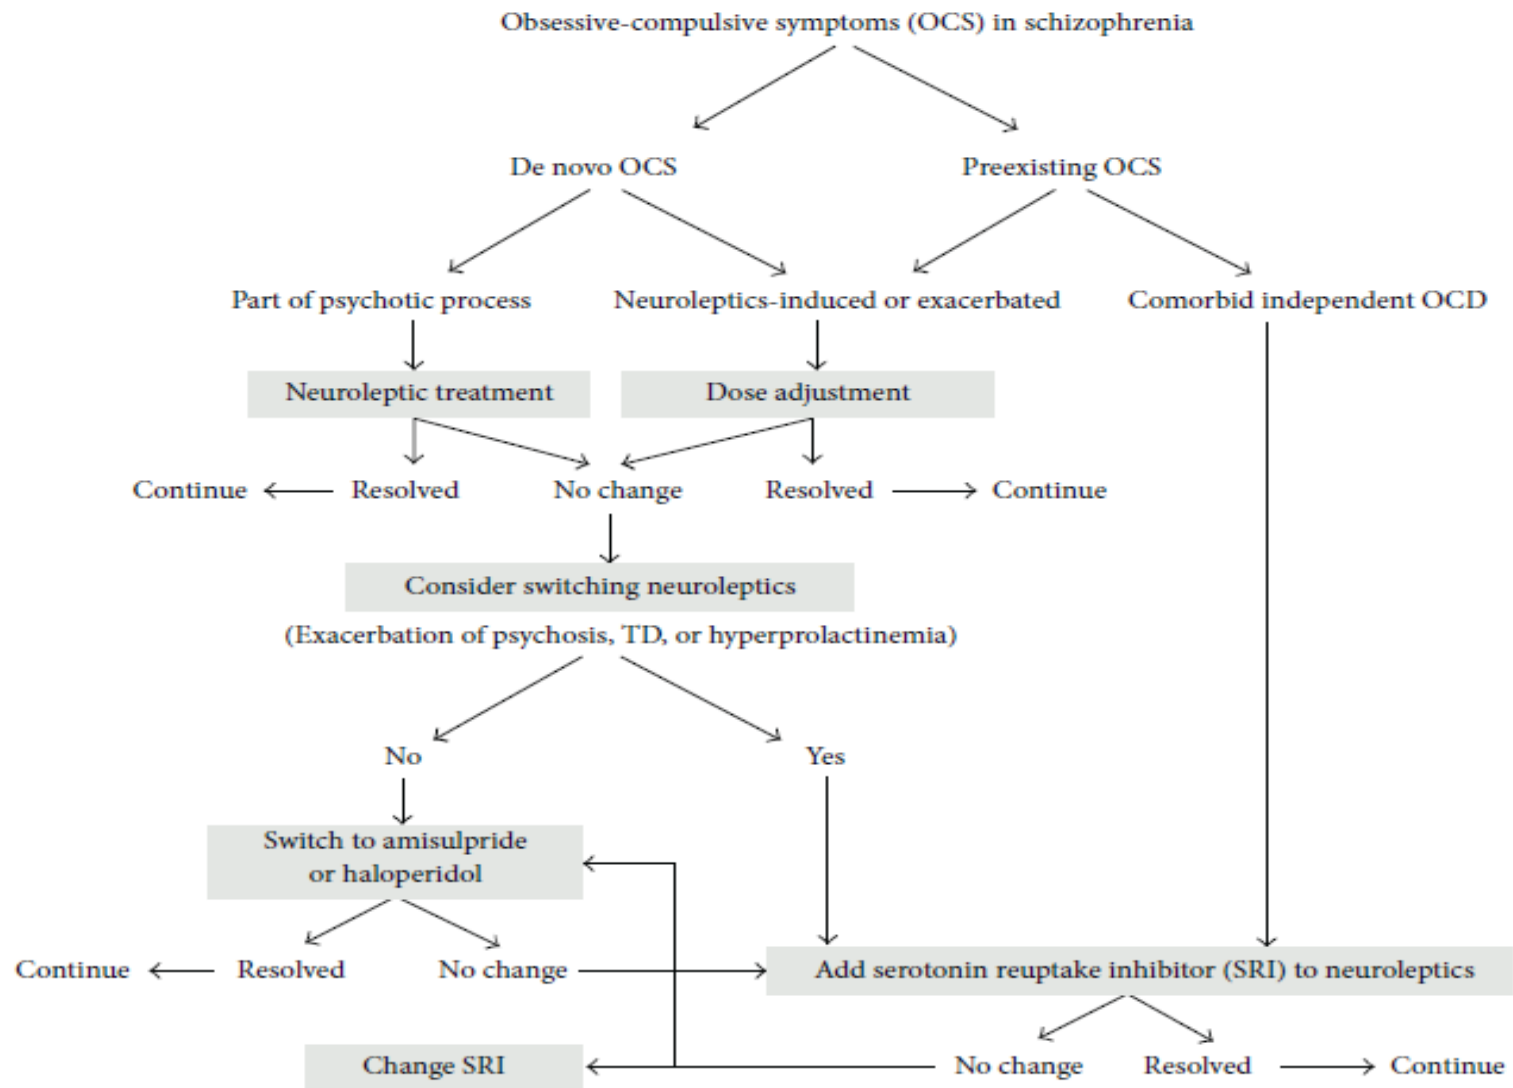 Obsessive-compulsive symptoms (OCS) in schizophrenia
De novo OCS
Preexisting OCS
Part of psychotic process
Neuroleptics-induced or exacerbated
Comorbid independent OCD
Neuroleptic treatment
Dose adjustment
Continue
Resolved
No change
Resolved
Continue
Consider switching neuroleptics
(Exacerbation of psychosis, TD, or hyperprolactinemia)
No
Yes
Switch to amisulpride
or haloperidol
Continue
Resolved
No change
Add serotonin reuptake inhibitor (SRI) to neuroleptics
Change SRI
No change
Resolved
Continue